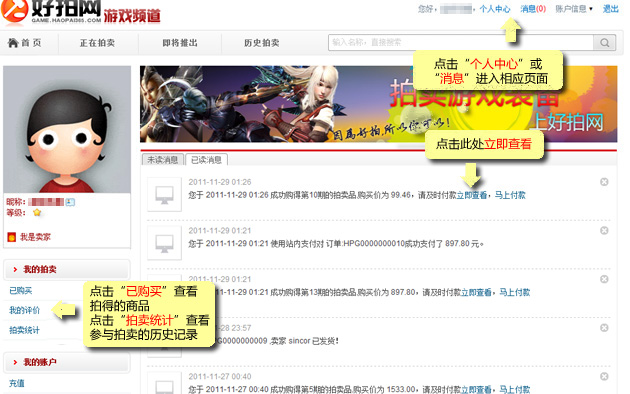 好拍网 游戏频道
GAME.HAOPAI365.COM
您好, 个人中心 消息(0) 账户信息 退出
首 页 正在拍卖 即将推出 历史拍卖
输入名称，直接搜索
点击“个人中心”或
“消息”进入相应页面
拍卖游戏装备
因为好拍,所以你可以!
上好拍网
点击此处立即查看
未读消息 已读消息
昵称:
等级:
我是卖家
2011-11-29 01:26
您于 2011-11-29 01:26 成功购得第10期的拍卖品,购买价为 99.46，请及时付款立即查看，马上付款
2011-11-29 01:21
您于 2011-11-29 01:21 使用站内支付对 订单:HPG0000000010成功支付了 897.80 元。
我的拍卖
已购买
我的评价
拍卖统计
点击“已购买”查看
拍得的商品
点击“拍卖统计”查看
参与拍卖的历史记录
-29 01:21
2011-11-29 01:21 成功购得第13期的拍卖品,购买价为 897.80，请及时付款立即查看，马上付款
-28 23:57
G0000000009 ,卖家 sincor 已发货!
我的账户
充值
2011-11-27 00:40
您于 2011-11-27 00:40 成功购得第5期的拍卖品,购买价为 1533.00，请及时付款立即查看，马上付款